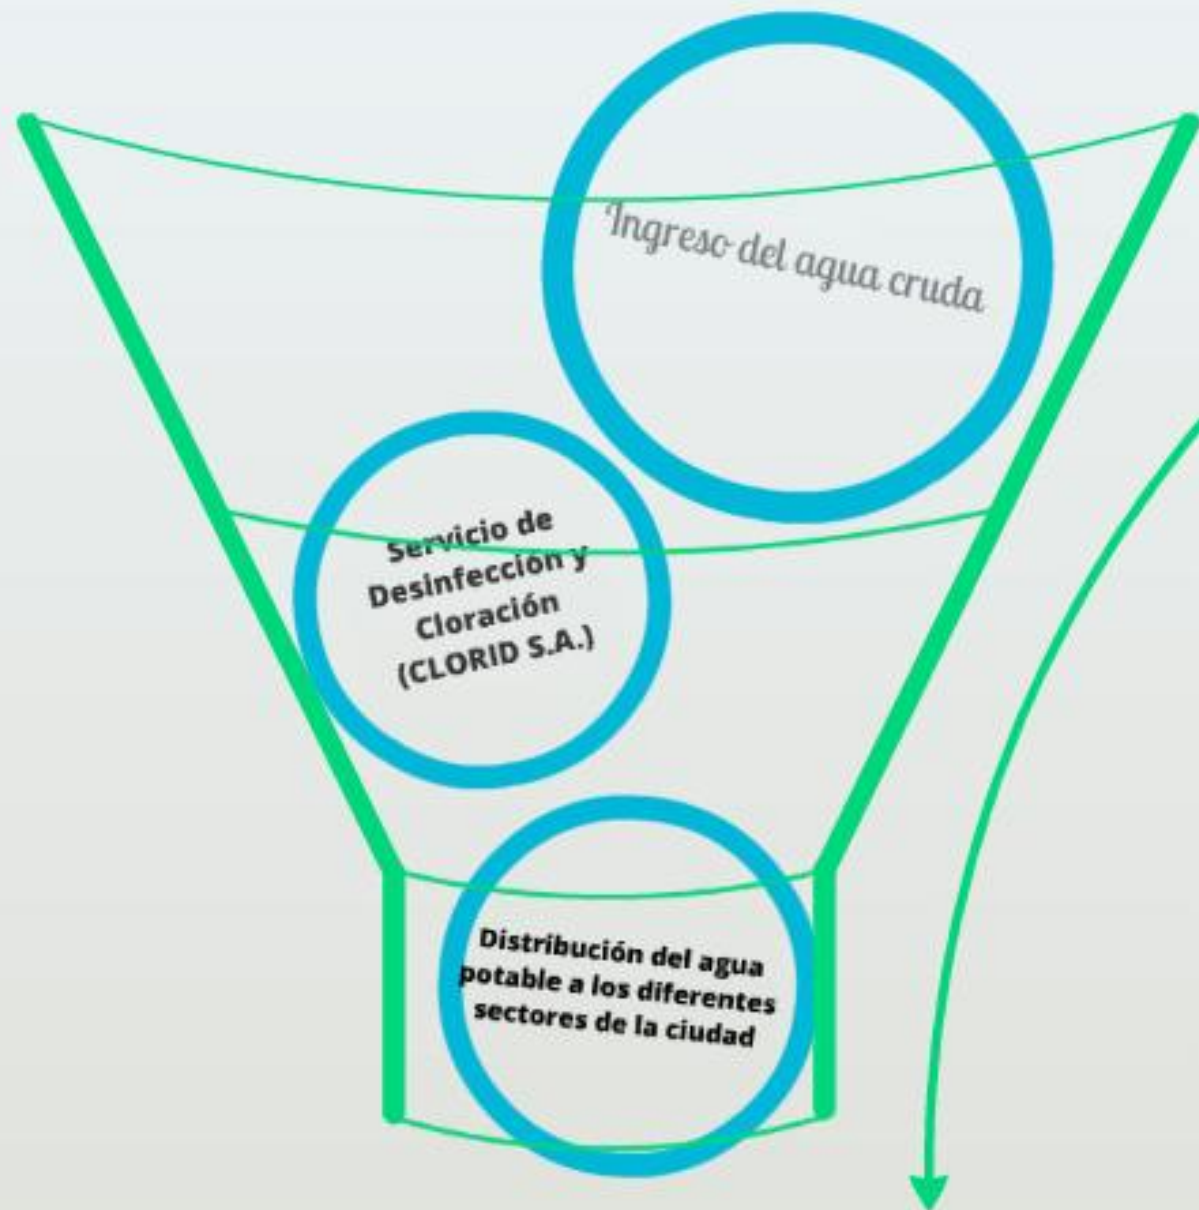 Ingreso del agua cruda
Servicio de
Desinfección y
Cloración
(CLORID S.A.)
Distribución del agua
potable a los diferentes
sectores de la ciudad